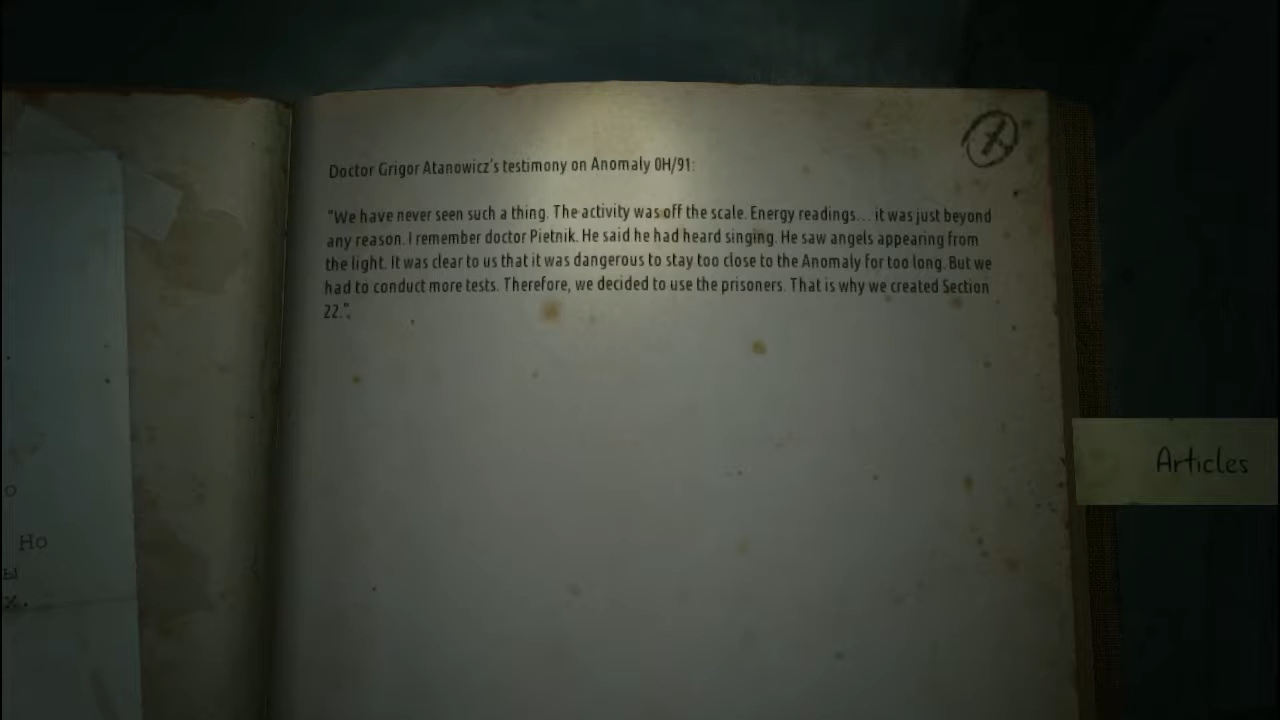 Doctor Grigor Atanowicz's testimony on Anomaly 0H/91:
"We have never seen such a thing. The activity was off the scale. Energy readings... it was just beyond
any reason. I remember doctor Pietnik. He said he had heard singing. He saw angels appearing from
the light. It was clear to us that it was dangerous to stay too close to the Anomaly for too long. But we
had to conduct more tests. Therefore, we decided to use the prisoners. That is why we created Section
22.".
Articles
о
Но
ы
х.